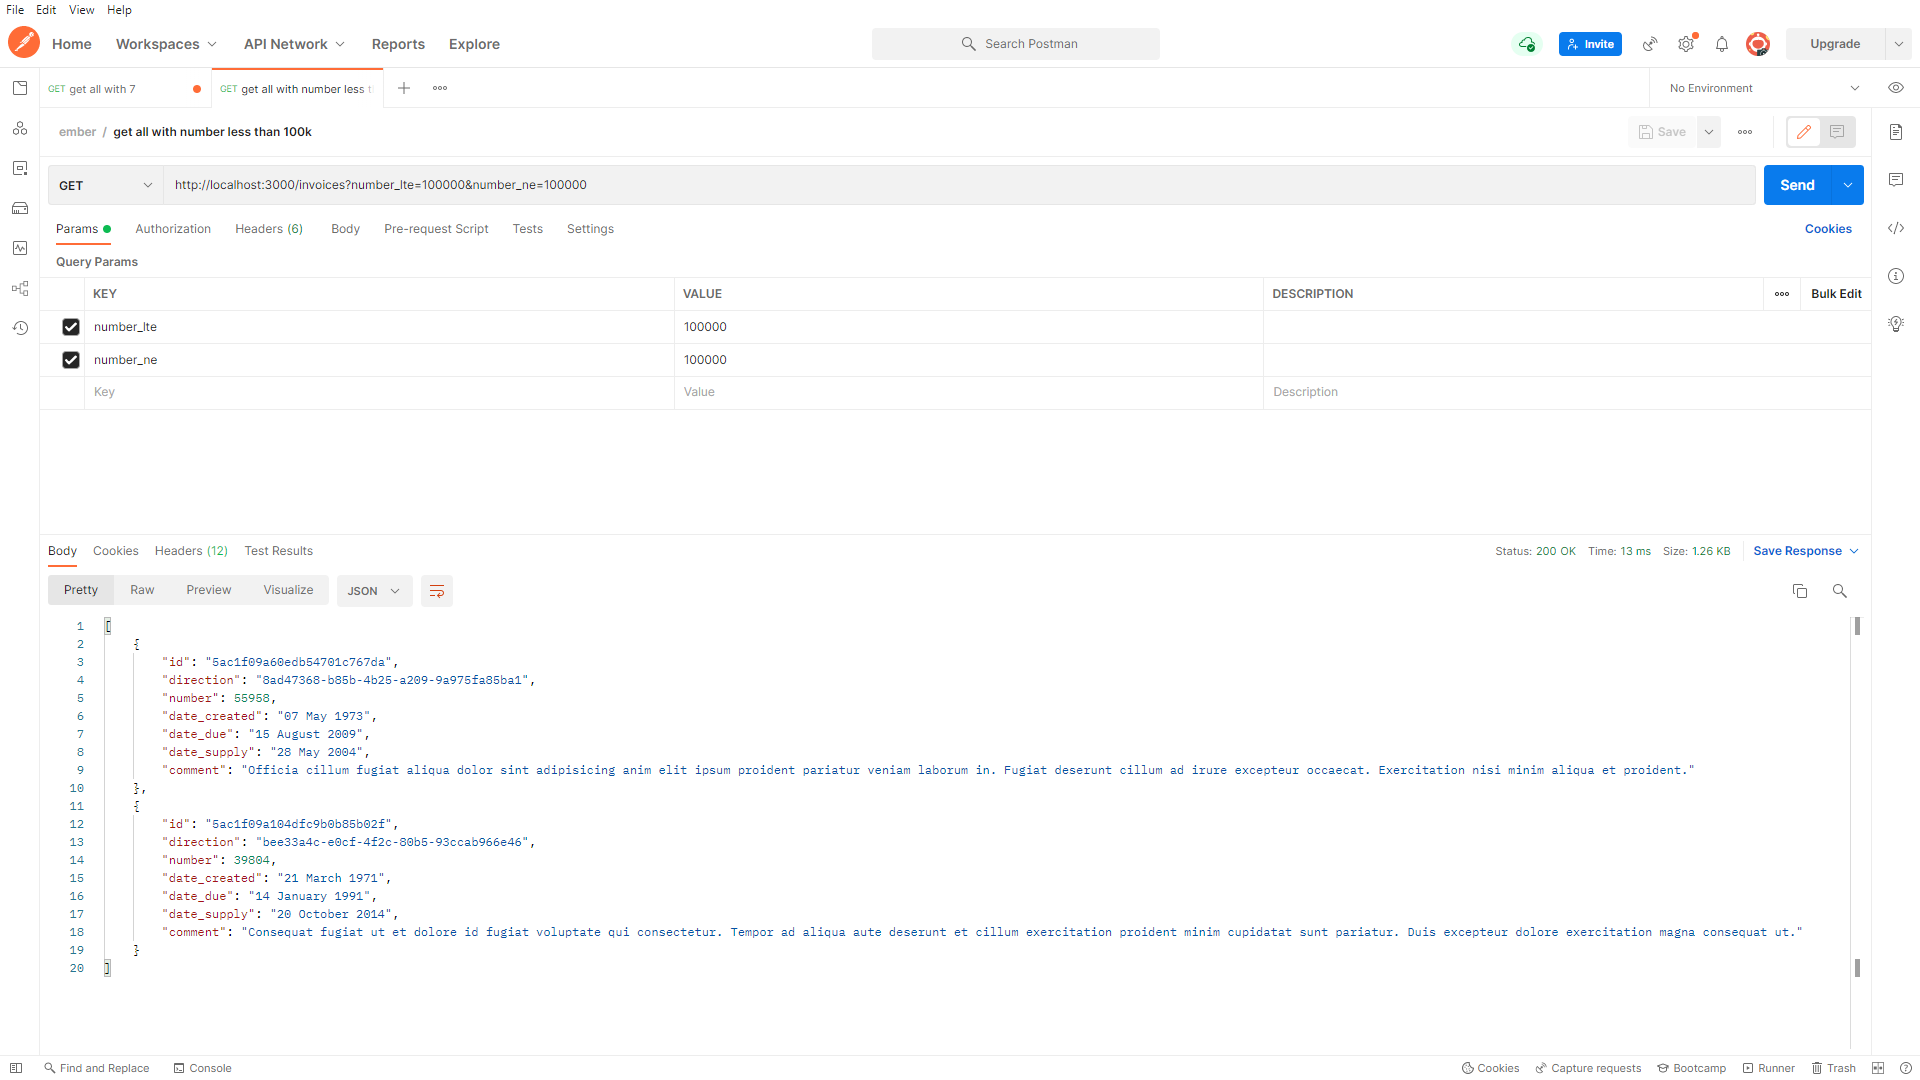 File Edit View Help
Home Workspaces API Network Reports Explore Search Postman Invite Upgrade
GET get all with 7 GET get all with number less t No Environment
ember / get all with number less than 100k Save
GET http://localhost:3000/invoices?number_lte=100000&number_ne=100000 Send
Params Authorization Headers (6) Body Pre-request Script Tests Settings Cookies
Query Params
KEY VALUE DESCRIPTION Bulk Edit
number_lte 100000
number_ne 100000
Key Value Description
Body Cookies Headers (12) Test Results Status: 200 OK Time: 13 ms Size: 1.26 KB Save Response
Pretty Raw Preview Visualize JSON
1 [
2 {
3 "id": "5ac1f09a60edb54701c767da",
4 "direction": "8ad47368-b85b-4b25-a209-9a975fa85ba1",
5 "number": 55958,
6 "date_created": "07 May 1973",
7 "date_due": "15 August 2009",
8 "date_supply": "28 May 2004",
9 "comment": "Officia cillum fugiat aliqua dolor sint adipisicing anim elit ipsum proident pariatur veniam laborum in. Fugiat deserunt cillum ad irure excepteur occaecat. Exercitation nisi minim aliqua et proident."
10 },
11 {
12 "id": "5ac1f09a104dfc9b0b85b02f",
13 "direction": "bee33a4c-e0cf-4f2c-80b5-93ccab966e46",
14 "number": 39804,
15 "date_created": "21 March 1971",
16 "date_due": "14 January 1991",
17 "date_supply": "20 October 2014",
18 "comment": "Consequat fugiat ut et dolore id fugiat voluptate qui consectetur. Tempor ad aliqua aute deserunt et cillum exercitation proident minim cupidatat sunt pariatur. Duis excepteur dolore exercitation magna consequat ut."
19 }
20 ]
Find and Replace Console Cookies Capture requests Bootcamp Runner Trash